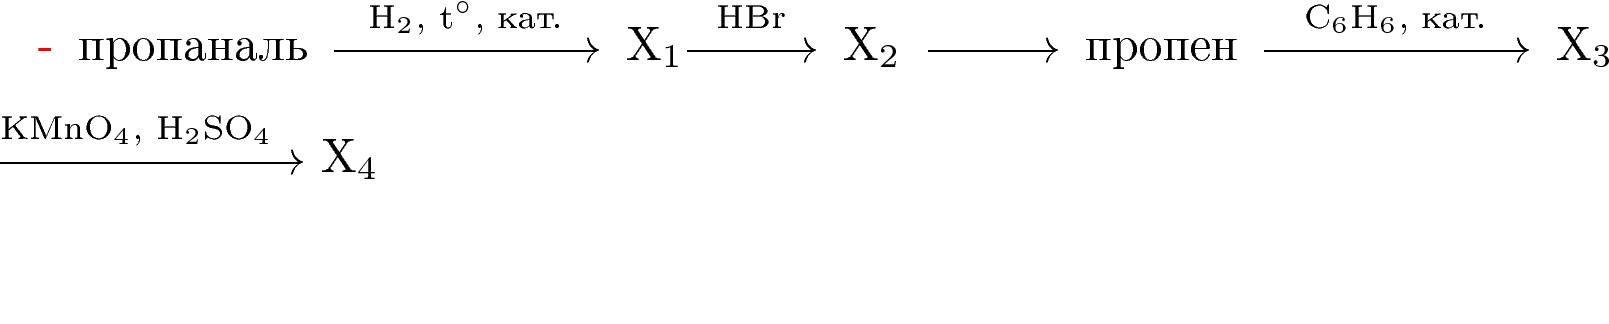 - пропаналь H₂, t°, кат. X₁ HBr X₂ пропен C₆H₆, кат. X₃
KMnO₄, H₂SO₄ X₄